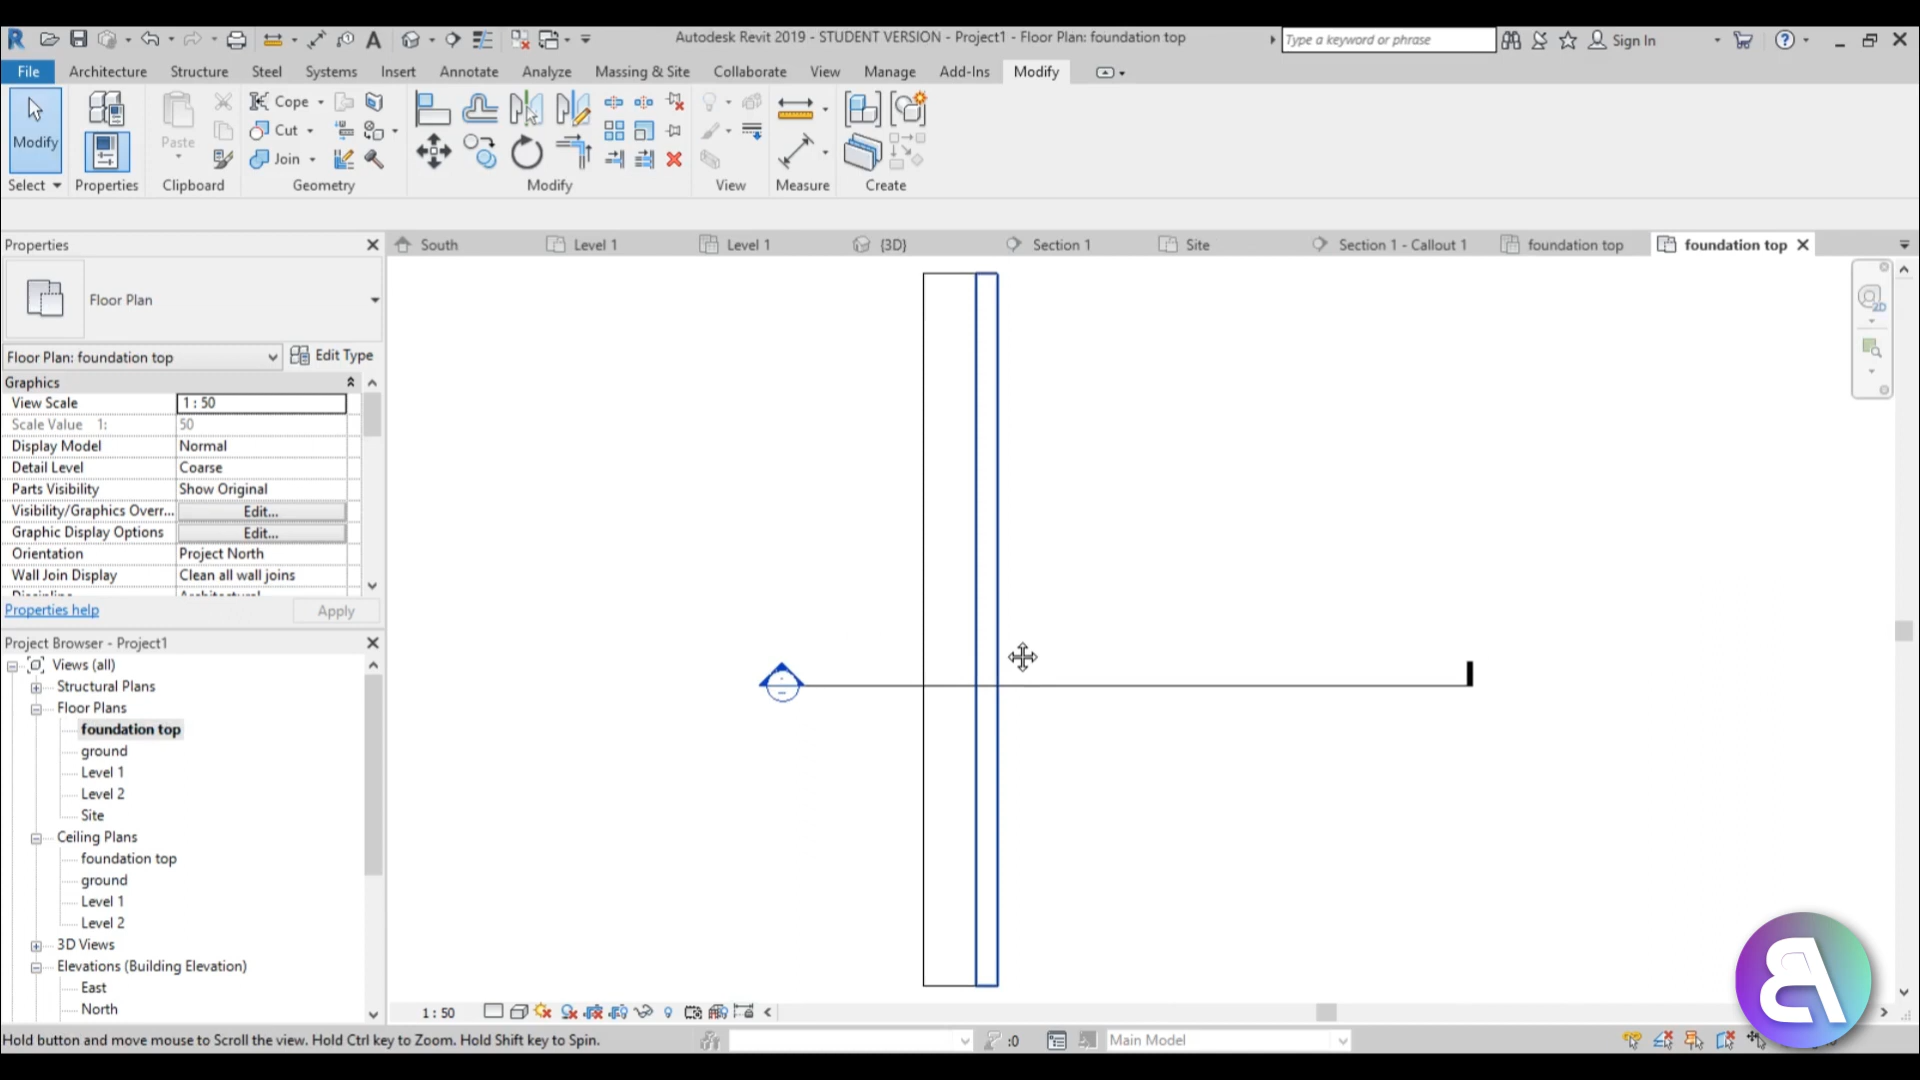 Autodesk Revit 2019 - STUDENT VERSION - Project1 - Floor Plan: foundation top
Type a keyword or phrase
Sign In
File Architecture Structure Steel Systems Insert Annotate Analyze Massing & Site Collaborate View Manage Add-Ins Modify
Modify
Paste
Cope
Cut
Join
Select Properties Clipboard Geometry Modify View Measure Create
Properties
South Level 1 Level 1 {3D} Section 1 Site Section 1 - Callout 1 foundation top foundation top
2D
Floor Plan
Floor Plan: foundation top Edit Type
Graphics
View Scale 1 : 50
Scale Value 1: 50
Display Model Normal
Detail Level Coarse
Parts Visibility Show Original
Visibility/Graphics Overr... Edit...
Graphic Display Options Edit...
Orientation Project North
Wall Join Display Clean all wall joins
Properties help Apply
Project Browser - Project1
Views (all)
Structural Plans
Floor Plans
foundation top
ground
Level 1
Level 2
Site
Ceiling Plans
foundation top
ground
Level 1
Level 2
3D Views
Elevations (Building Elevation)
East
North
1 : 50
Hold button and move mouse to Scroll the view. Hold Ctrl key to Zoom. Hold Shift key to Spin.
:0
Main Model